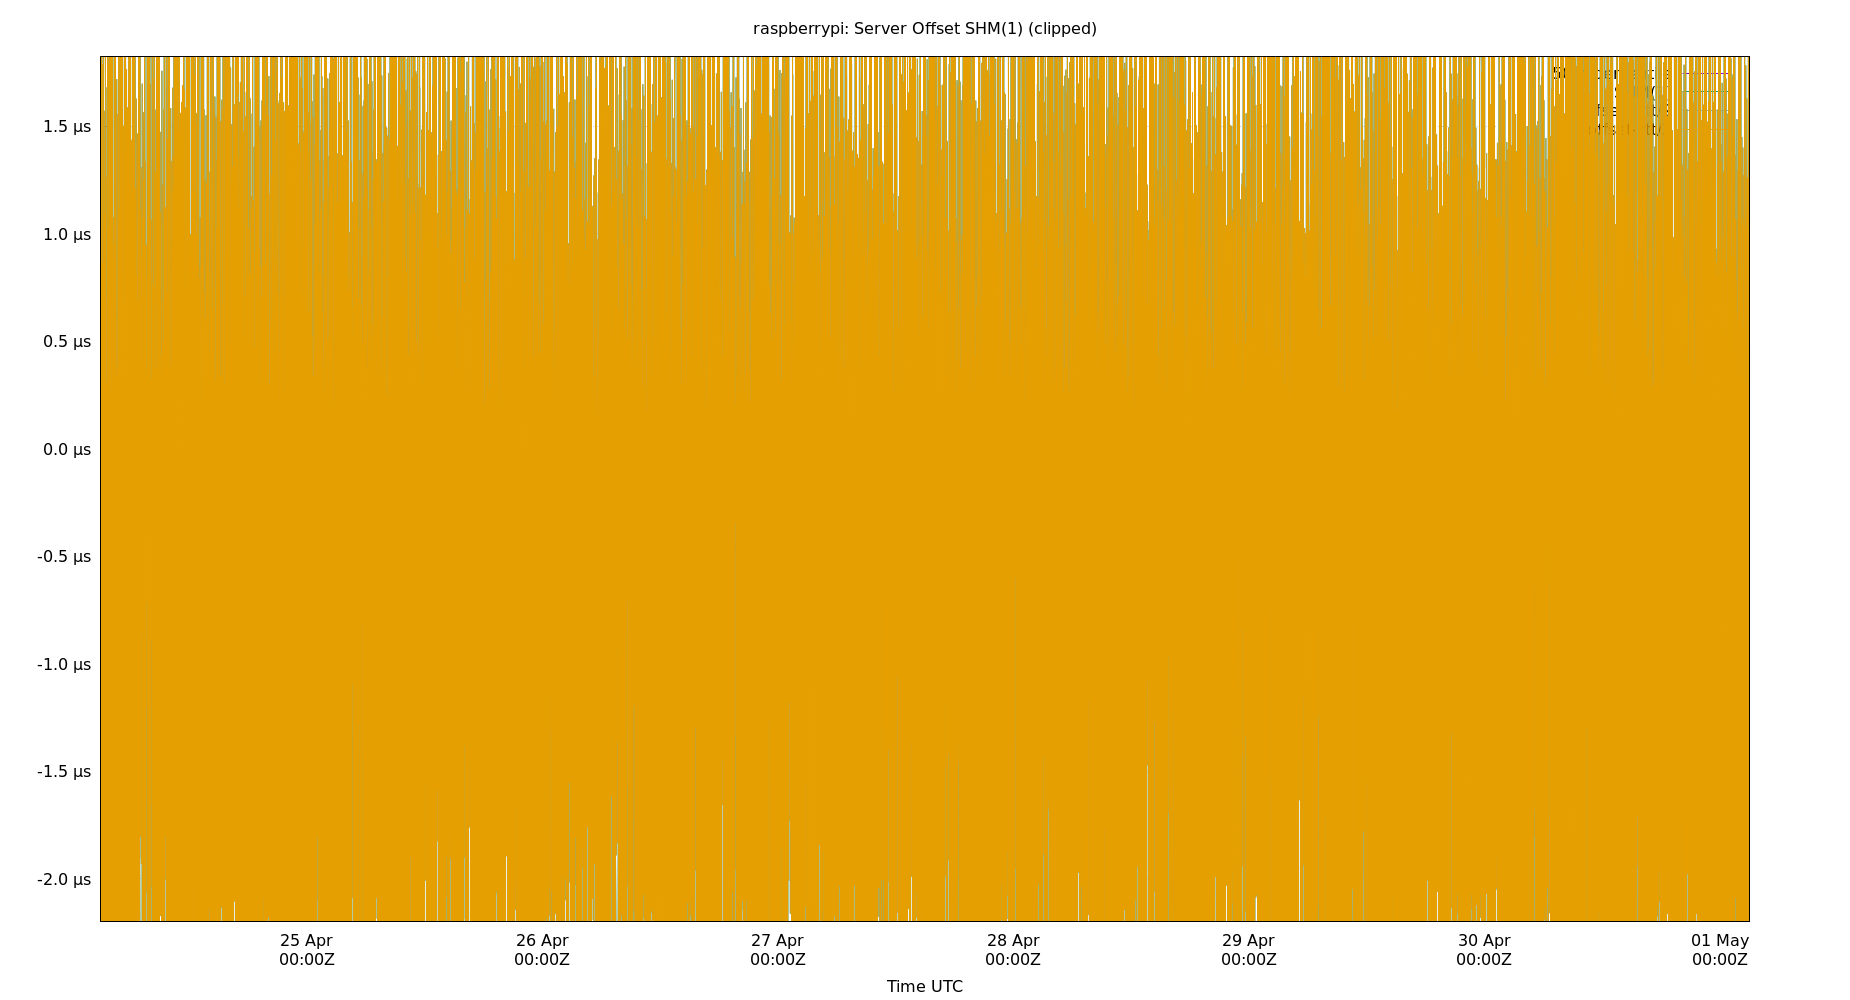 raspberrypi: Server Offset SHM(1) (clipped)
1.5 µs
1.0 µs
0.5 µs
0.0 µs
-0.5 µs
-1.0 µs
-1.5 µs
-2.0 µs
25 Apr
00:00Z
26 Apr
00:00Z
27 Apr
00:00Z
28 Apr
00:00Z
29 Apr
00:00Z
30 Apr
00:00Z
01 May
00:00Z
Time UTC